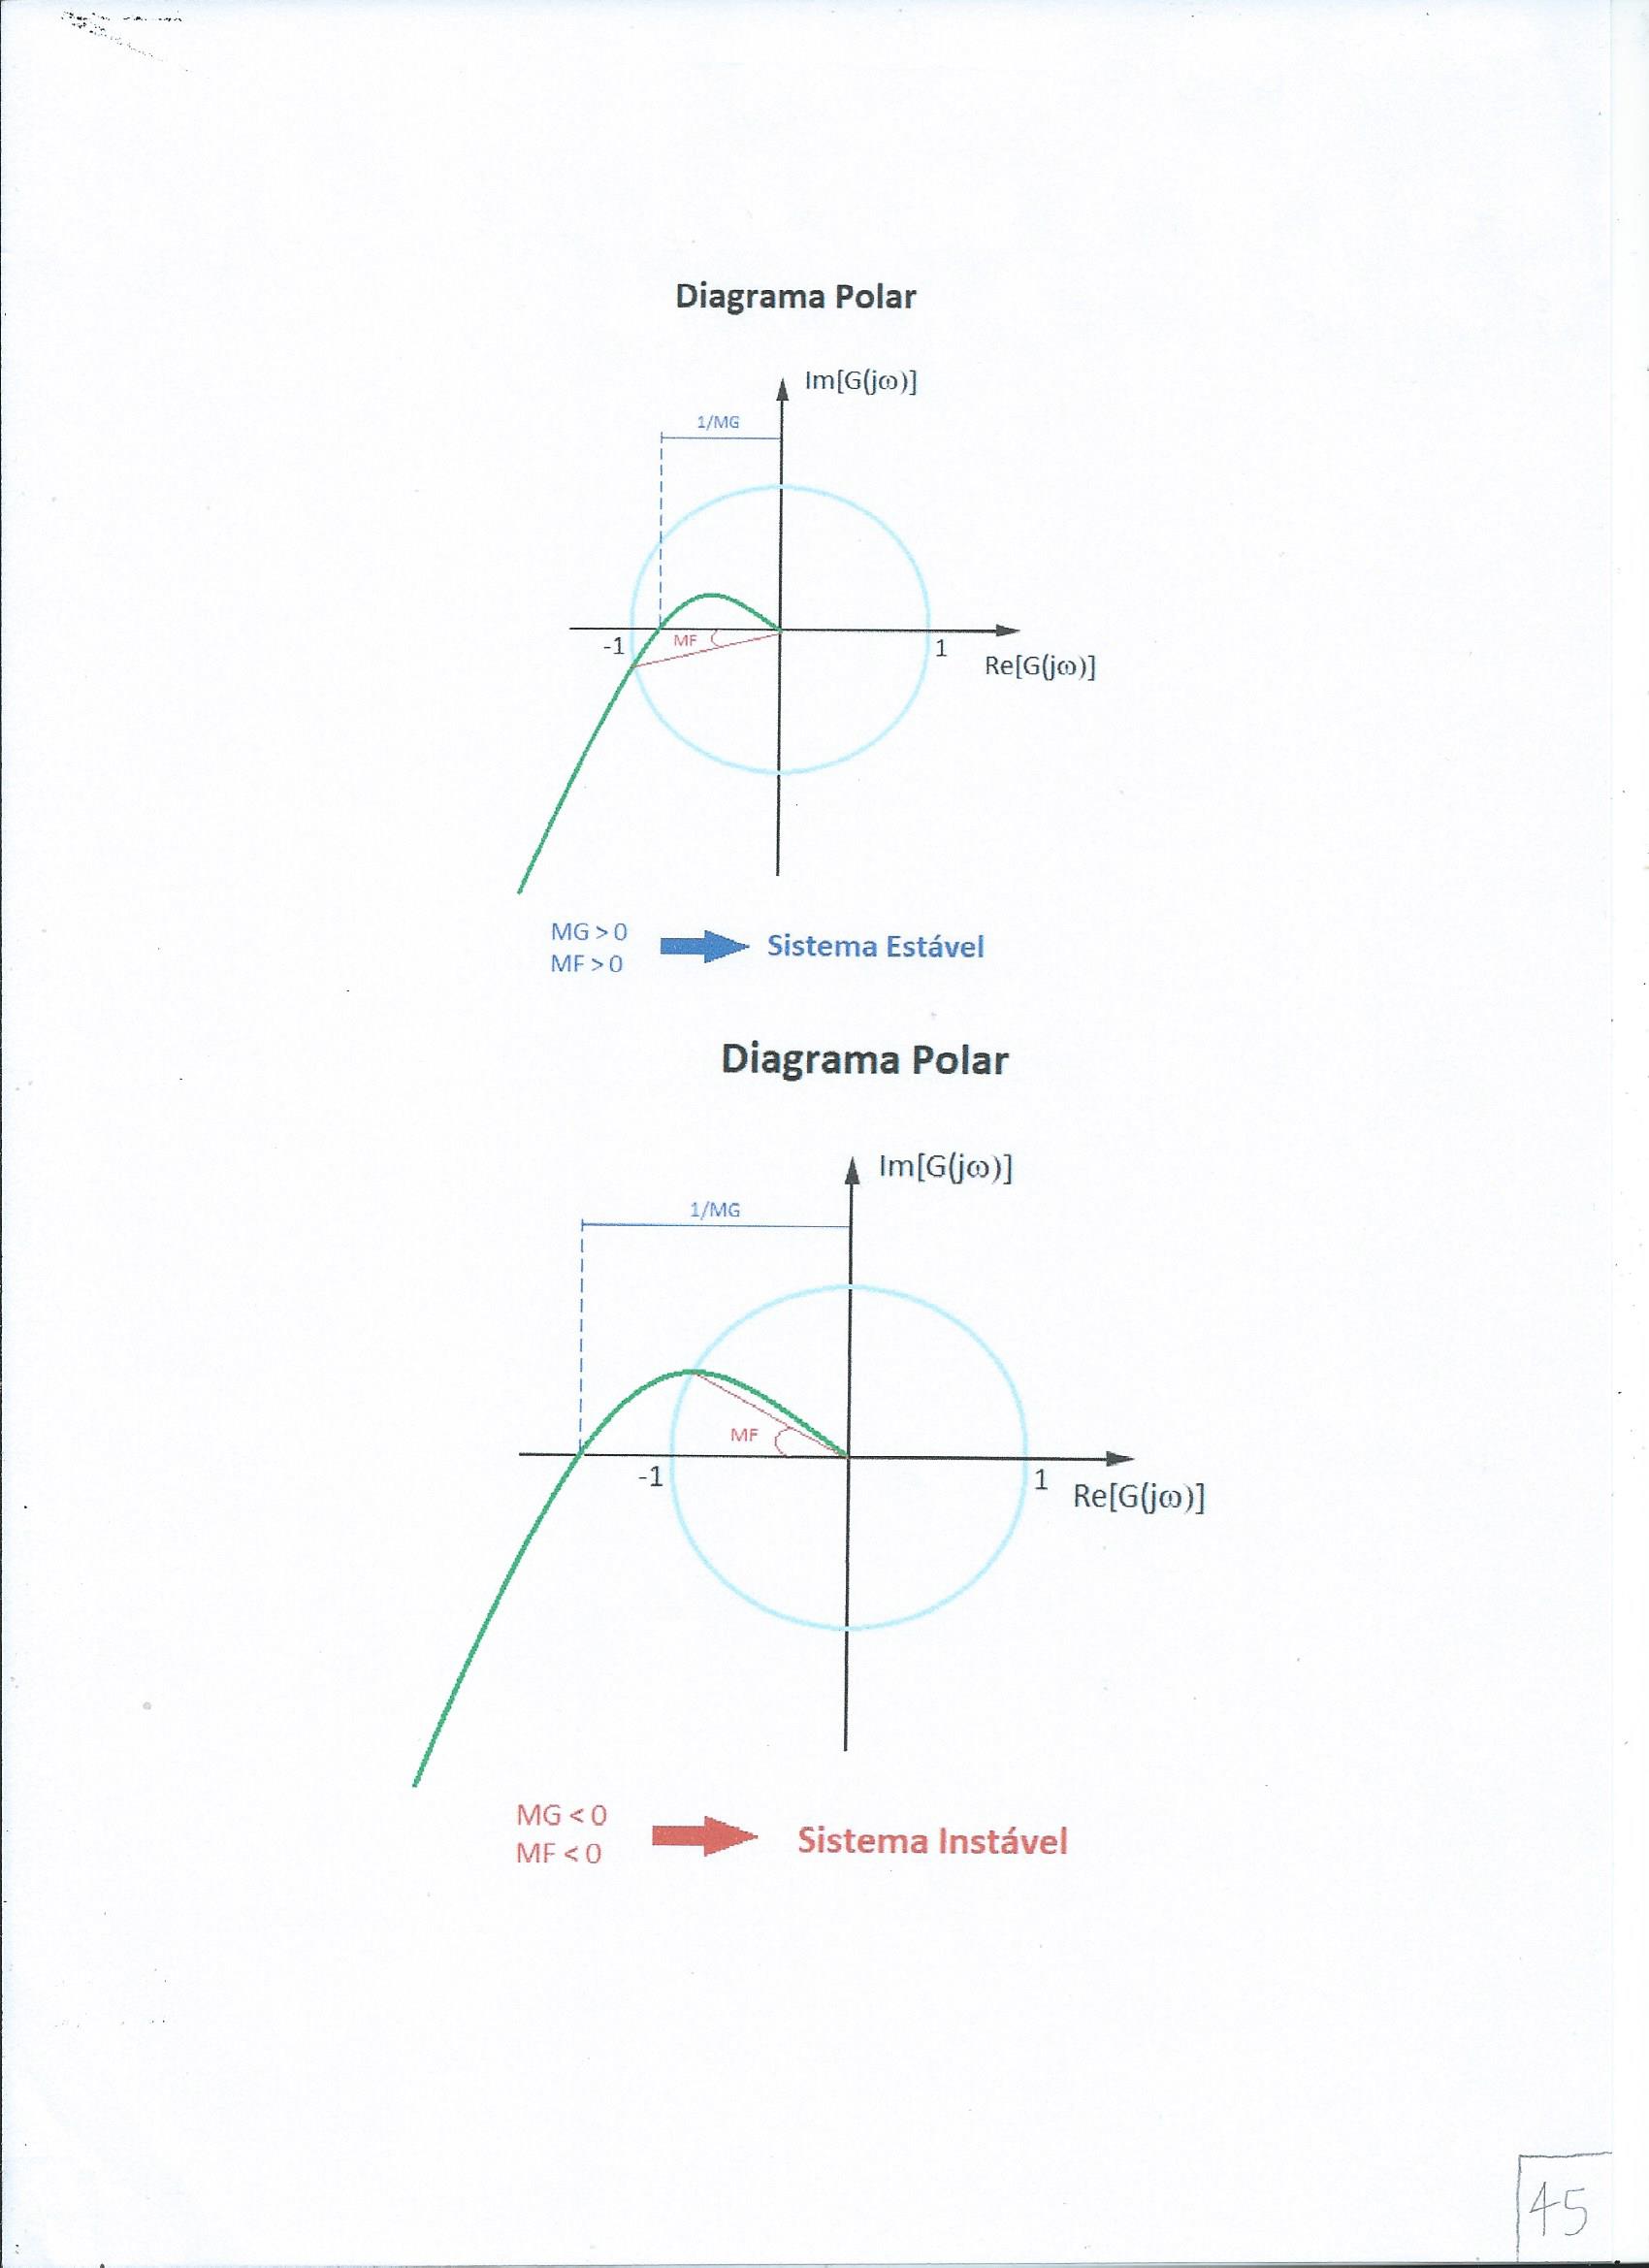 Diagrama Polar
Im[G(jω)]
1/MG
MF
-1
1
Re[G(jω)]
MG > 0
MF > 0
Sistema Estável
Diagrama Polar
Im[G(jω)]
1/MG
MF
-1
1
Re[G(jω)]
MG < 0
MF < 0
Sistema Instável
45